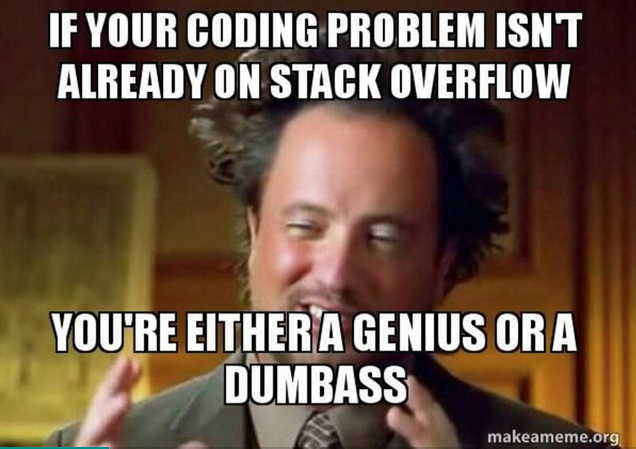 IF YOUR CODING PROBLEM ISN'T
ALREADY ON STACK OVERFLOW
YOU'RE EITHER A GENIUS OR A
DUMBASS
makeameme.org